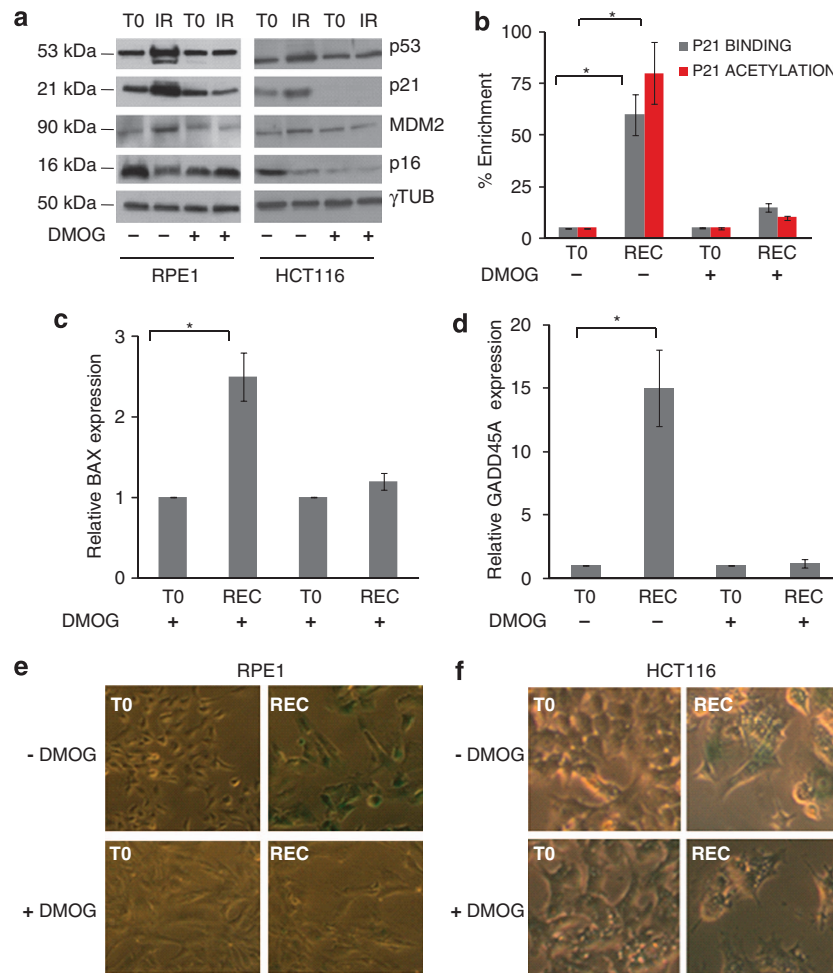 a
T0 IR T0 IR T0 IR T0 IR
53 kDa p53
21 kDa p21
90 kDa MDM2
16 kDa p16
50 kDa γTUB
DMOG – – + + – – + +
RPE1 HCT116
b
% Enrichment
100
75
50
25
0
*
*
P21 BINDING
P21 ACETYLATION
T0 REC T0 REC
DMOG – – + +
c
Relative BAX expression
3
2
1
0
*
T0 REC T0 REC
DMOG + + + +
d
Relative GADD45A expression
20
15
10
5
0
*
T0 REC T0 REC
DMOG – – + +
e
RPE1
- DMOG
T0 REC
+ DMOG
T0 REC
f
HCT116
- DMOG
T0 REC
+ DMOG
T0 REC